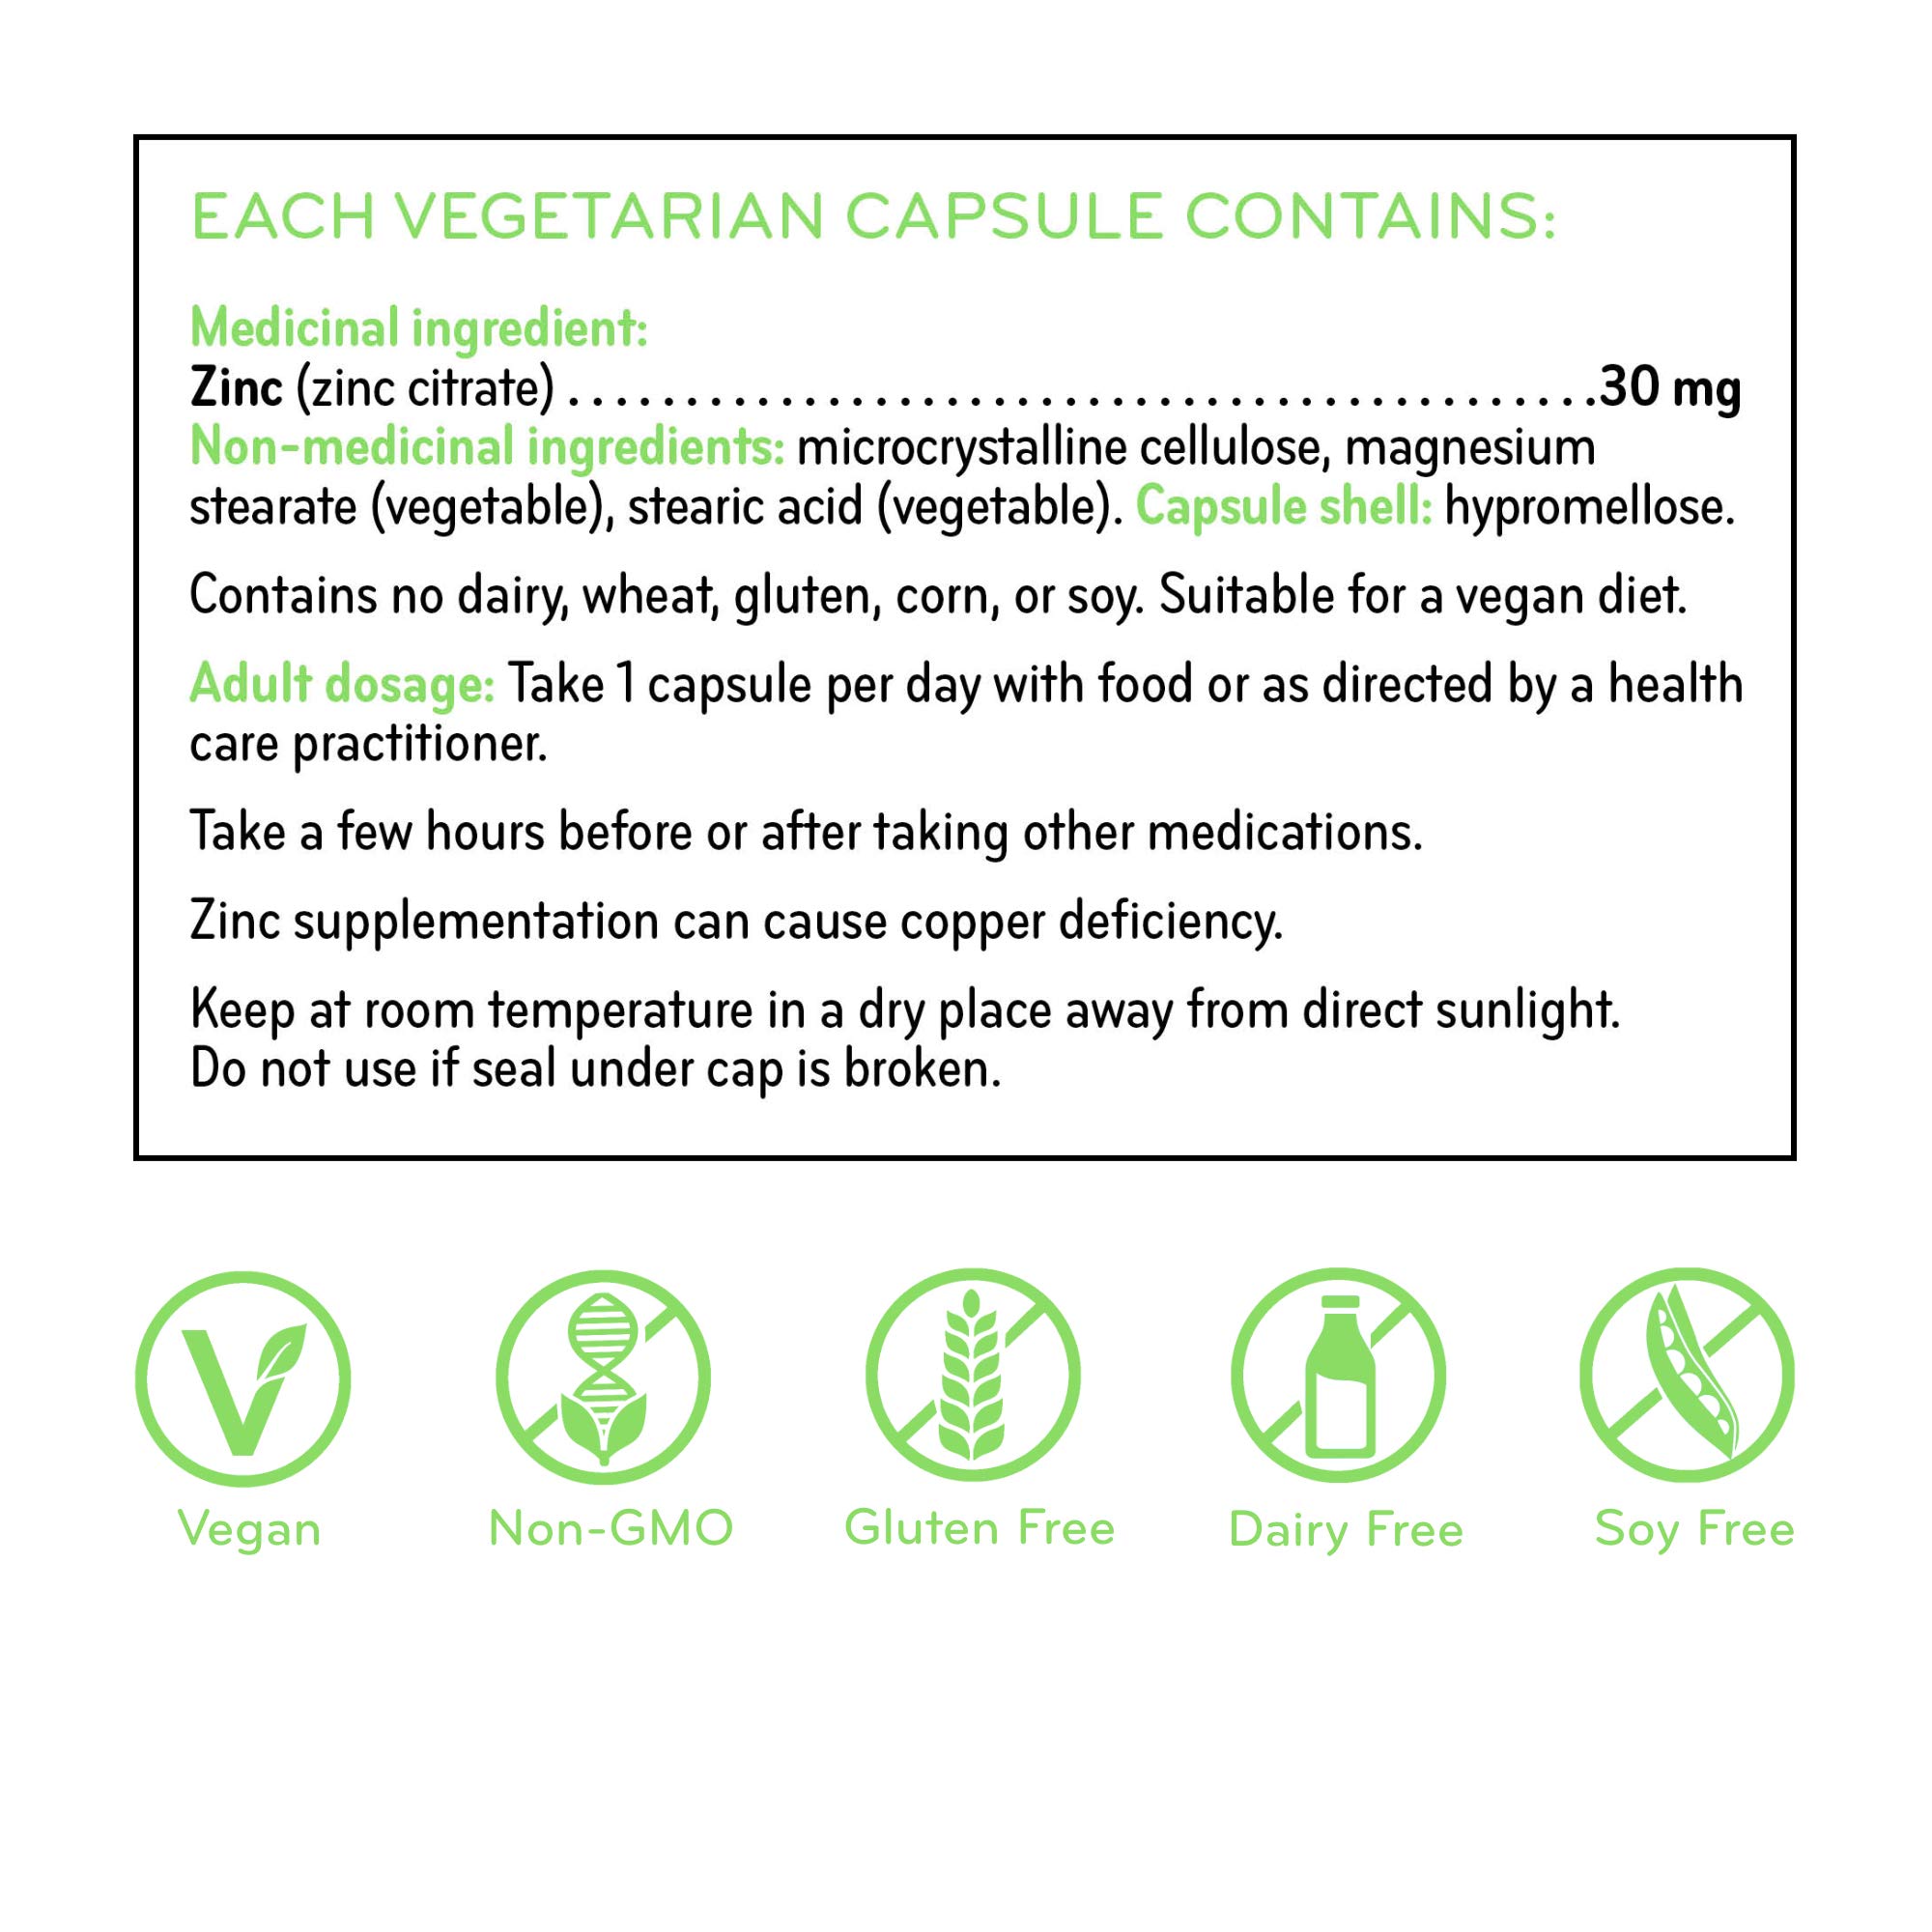 EACH VEGETARIAN CAPSULE CONTAINS:
Medicinal ingredient:
Zinc (zinc citrate) ............................................30 mg
Non-medicinal ingredients: microcrystalline cellulose, magnesium
stearate (vegetable), stearic acid (vegetable). Capsule shell: hypromellose.
Contains no dairy, wheat, gluten, corn, or soy. Suitable for a vegan diet.
Adult dosage: Take 1 capsule per day with food or as directed by a health
care practitioner.
Take a few hours before or after taking other medications.
Zinc supplementation can cause copper deficiency.
Keep at room temperature in a dry place away from direct sunlight.
Do not use if seal under cap is broken.
Vegan Non-GMO Gluten Free Dairy Free Soy Free